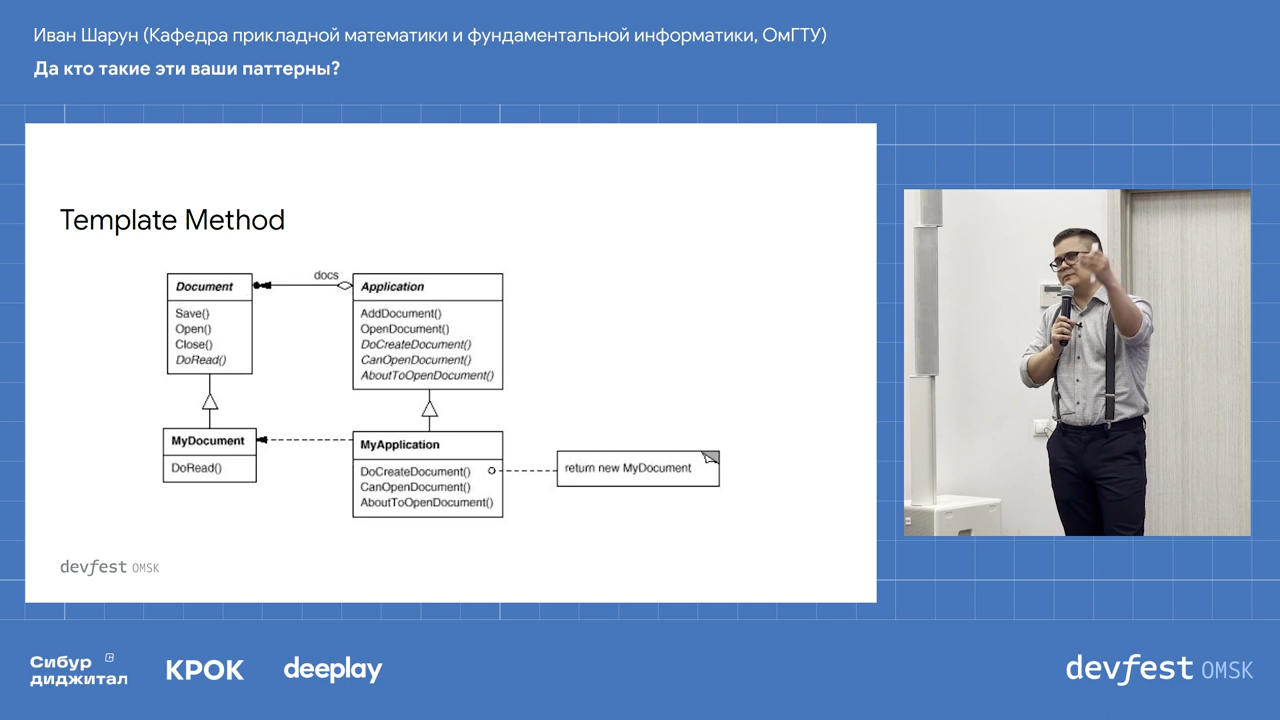 Иван Шарун (Кафедра прикладной математики и фундаментальной информатики, ОмГТУ)
Да кто такие эти ваши паттерны?
Template Method
docs
Document
Save()
Open()
Close()
DoRead()
Application
AddDocument()
OpenDocument()
DoCreateDocument()
CanOpenDocument()
AboutToOpenDocument()
MyDocument
DoRead()
MyApplication
DoCreateDocument()
CanOpenDocument()
AboutToOpenDocument()
return new MyDocument
devfest OMSK
Сибур
диджитал
КРОК
deeplay
devfest OMSK